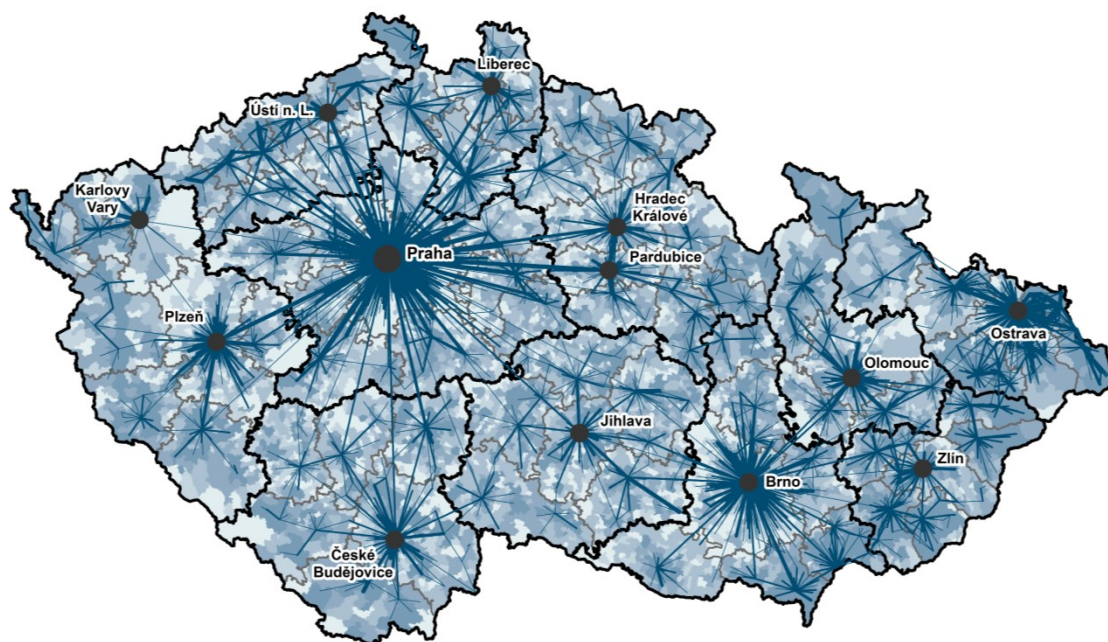 Liberec
Ústí n. L.
Karlovy
Vary
Hradec
Králové
Praha
Pardubice
Plzeň
Ostrava
Olomouc
Jihlava
Zlín
Brno
České
Budějovice